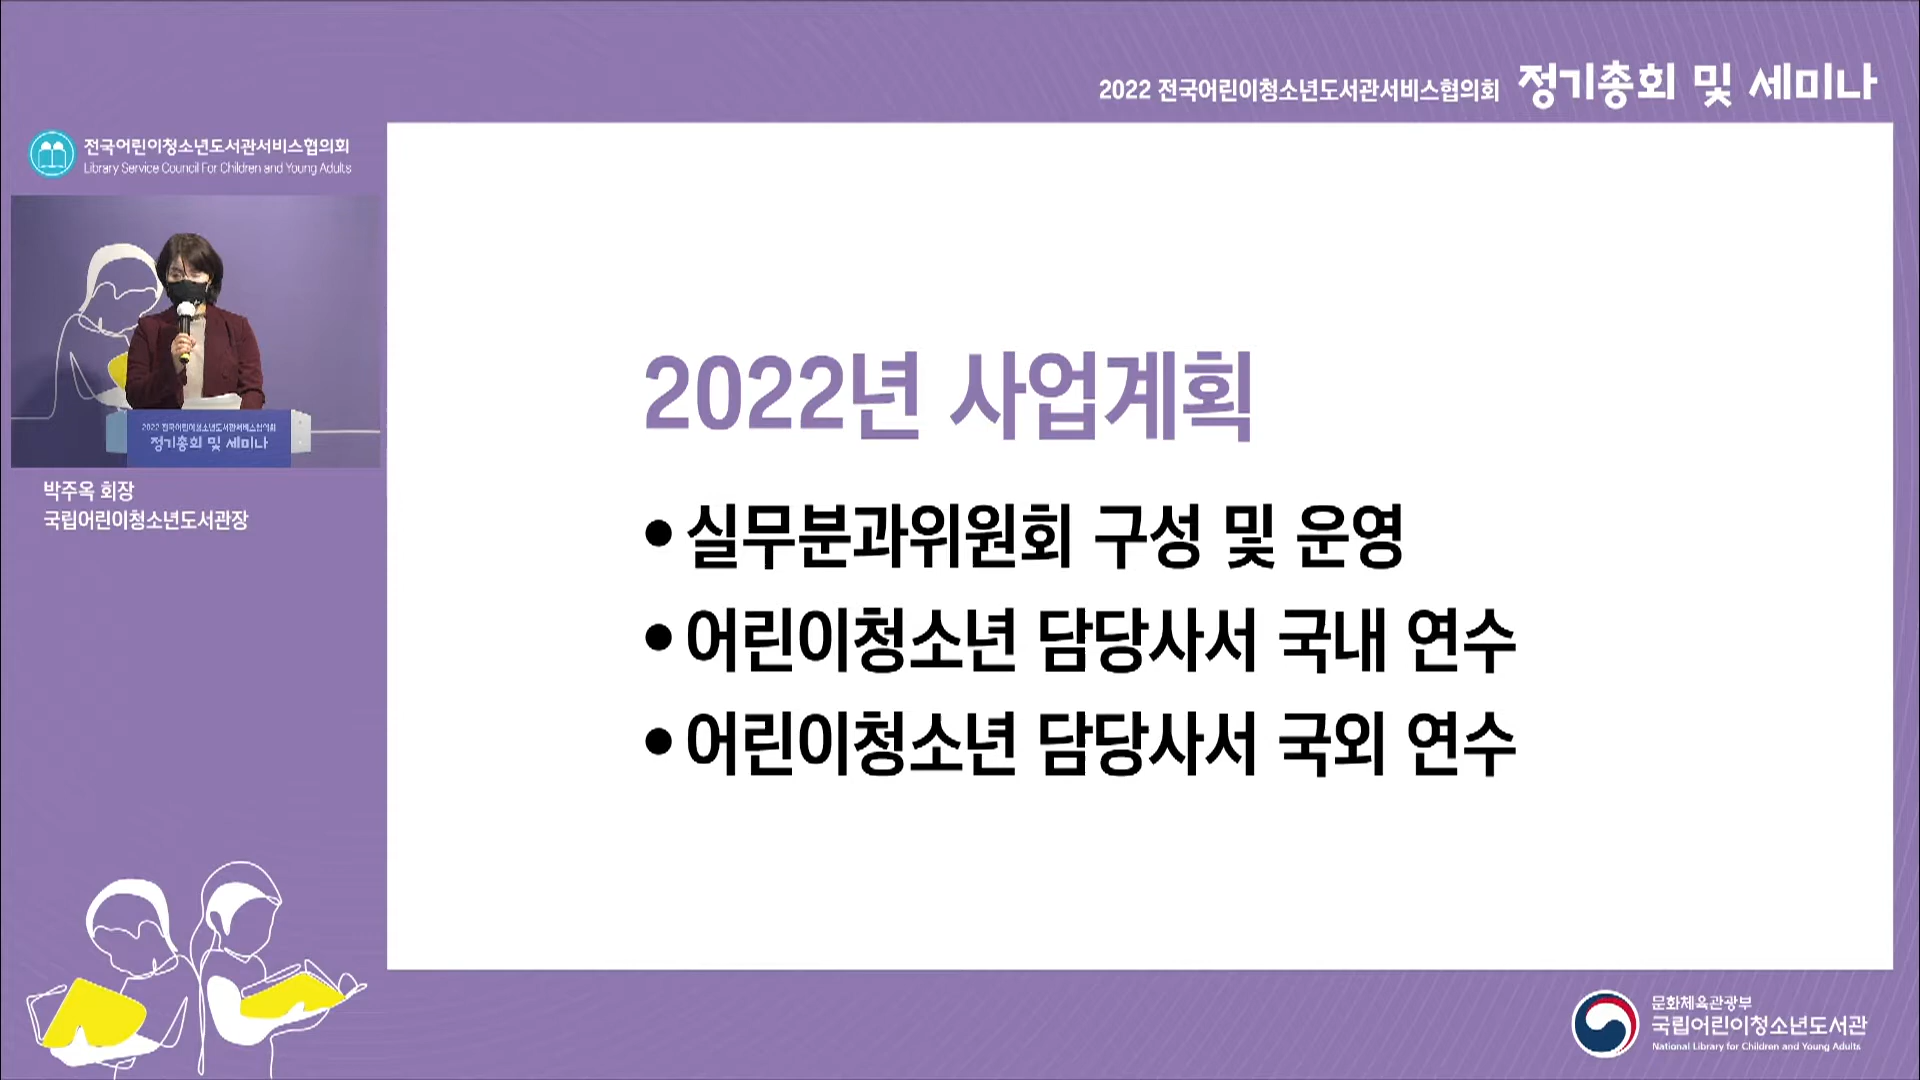 2022 전국어린이청소년도서관서비스협의회 정기총회 및 세미나
전국어린이청소년도서관서비스협의회
Library Service Council For Children and Young Adults
2022 전국어린이청소년도서관서비스협의회
정기총회 및 세미나
박주옥 회장
국립어린이청소년도서관장
2022년 사업계획
• 실무분과위원회 구성 및 운영
• 어린이청소년 담당사서 국내 연수
• 어린이청소년 담당사서 국외 연수
문화체육관광부
국립어린이청소년도서관
National Library for Children and Young Adults